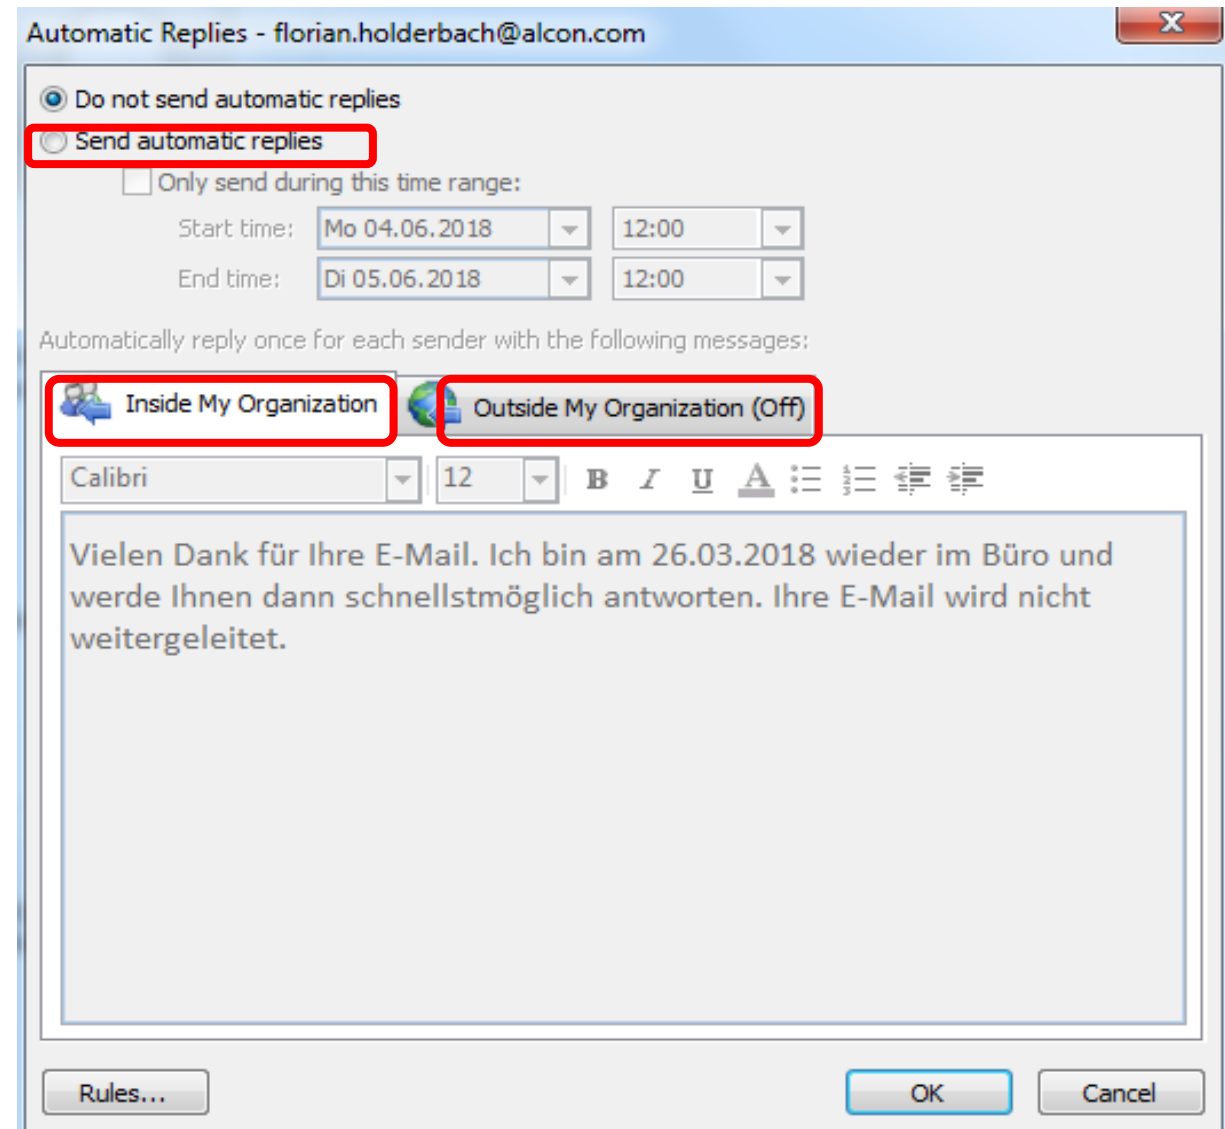 Automatic Replies - florian.holderbach@alcon.com
Do not send automatic replies
Send automatic replies
Only send during this time range:
Start time: Mo 04.06.2018 12:00
End time: Di 05.06.2018 12:00
Automatically reply once for each sender with the following messages:
Inside My Organization Outside My Organization (Off)
Calibri 12 B I U A
Vielen Dank für Ihre E-Mail. Ich bin am 26.03.2018 wieder im Büro und
werde Ihnen dann schnellstmöglich antworten. Ihre E-Mail wird nicht
weitergeleitet.
Rules... OK Cancel